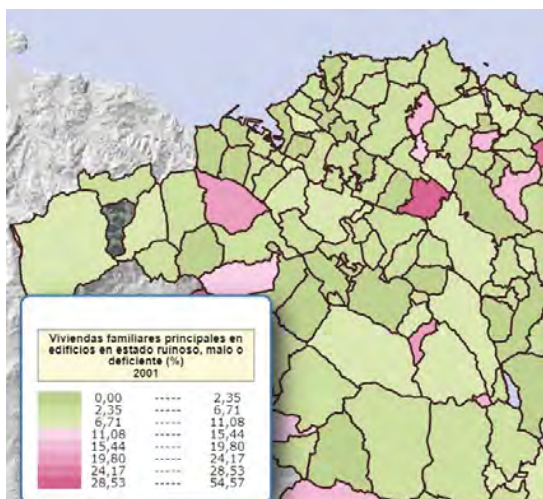 Viviendas familiares principales en
edificios en estado ruinoso, malo o
deficiente (%)
2001
0,00 ----- 2,35
2,35 ----- 6,71
6,71 ----- 11,08
11,08 ----- 15,44
15,44 ----- 19,80
19,80 ----- 24,17
24,17 ----- 28,53
28,53 ----- 54,57